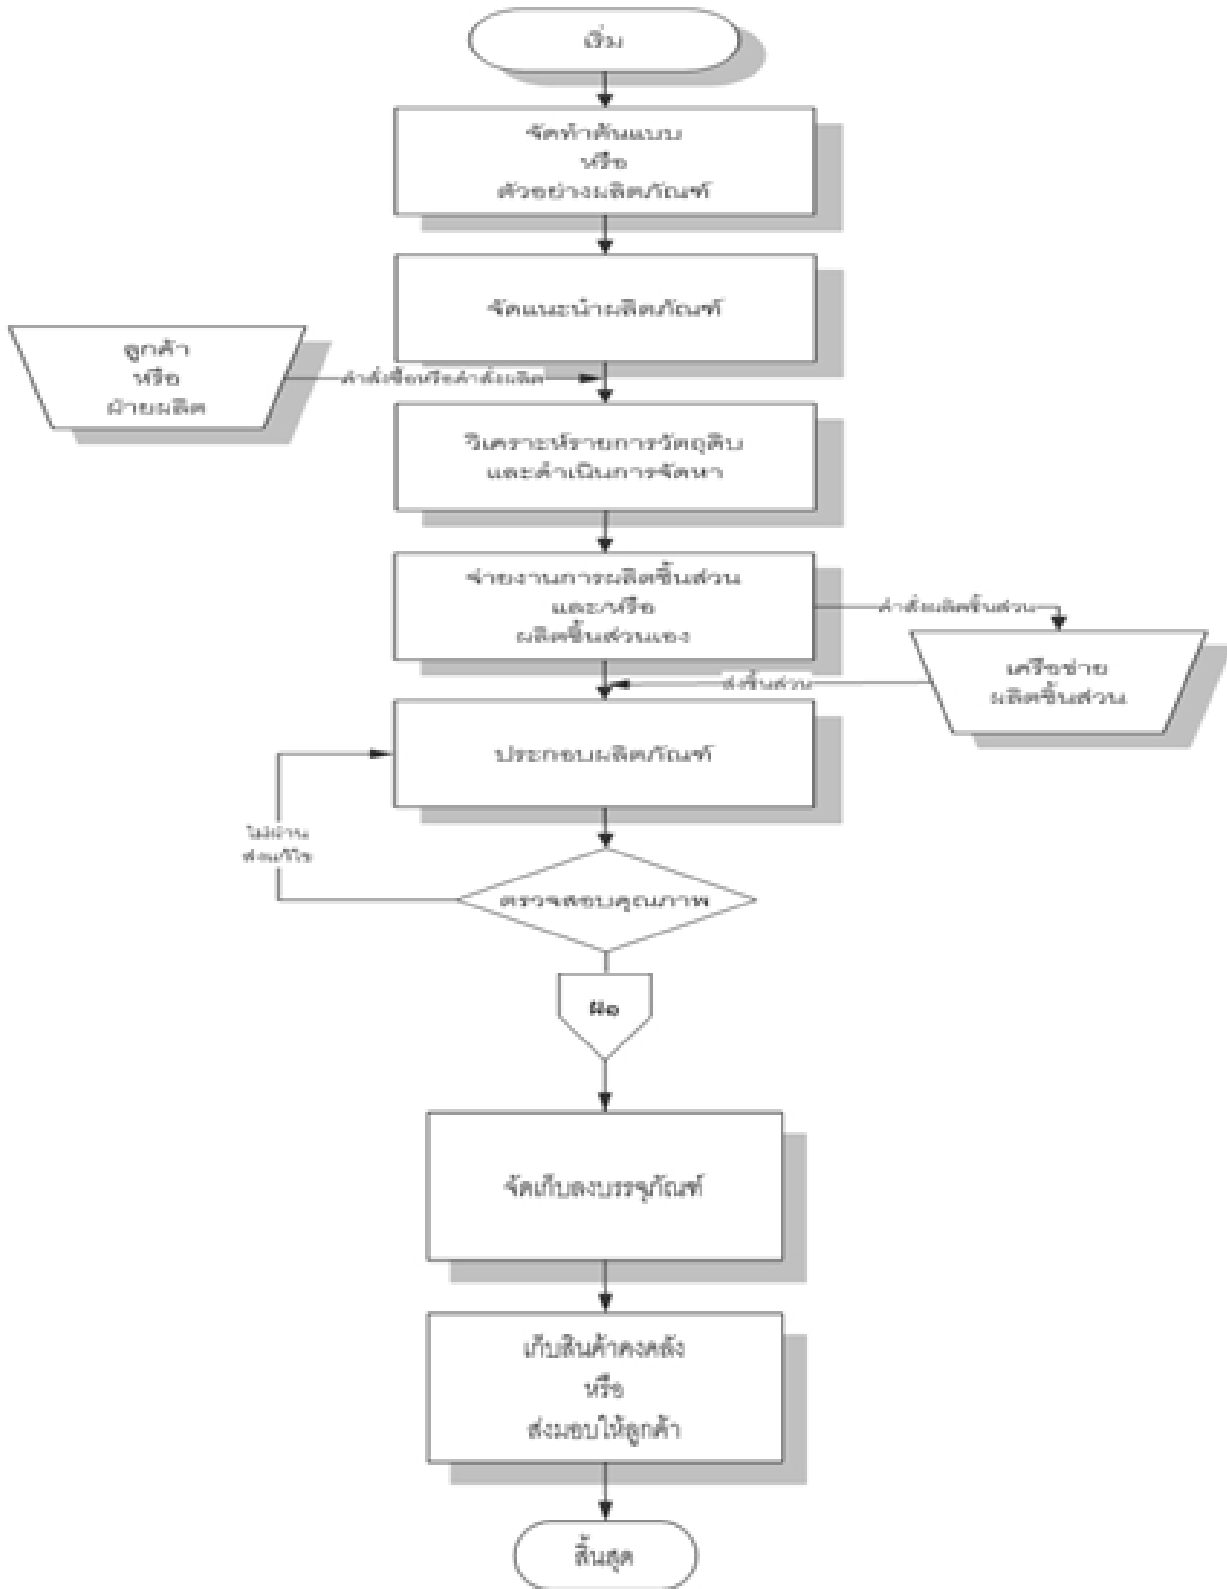 เริ่ม
จัดทำต้นแบบ
หรือ
ตัวอย่างผลิตภัณฑ์
จัดแนะนำผลิตภัณฑ์
ลูกค้า
หรือ
ฝ่ายผลิต
คำสั่งซื้อหรือคำสั่งผลิต
วิเคราะห์รายการวัตถุดิบ
และดำเนินการจัดหา
จ่ายงานการผลิตชิ้นส่วน
และ/หรือ
ผลิตชิ้นส่วนเอง
คำสั่งผลิตชิ้นส่วน
เครือข่าย
ผลิตชิ้นส่วน
ส่งชิ้นส่วน
ประกอบผลิตภัณฑ์
ไม่ผ่าน
ส่งแก้ไข
ตรวจสอบคุณภาพ
ผ๑
จัดเก็บลงบรรจุภัณฑ์
เก็บสินค้าคงคลัง
หรือ
ส่งมอบให้ลูกค้า
สิ้นสุด